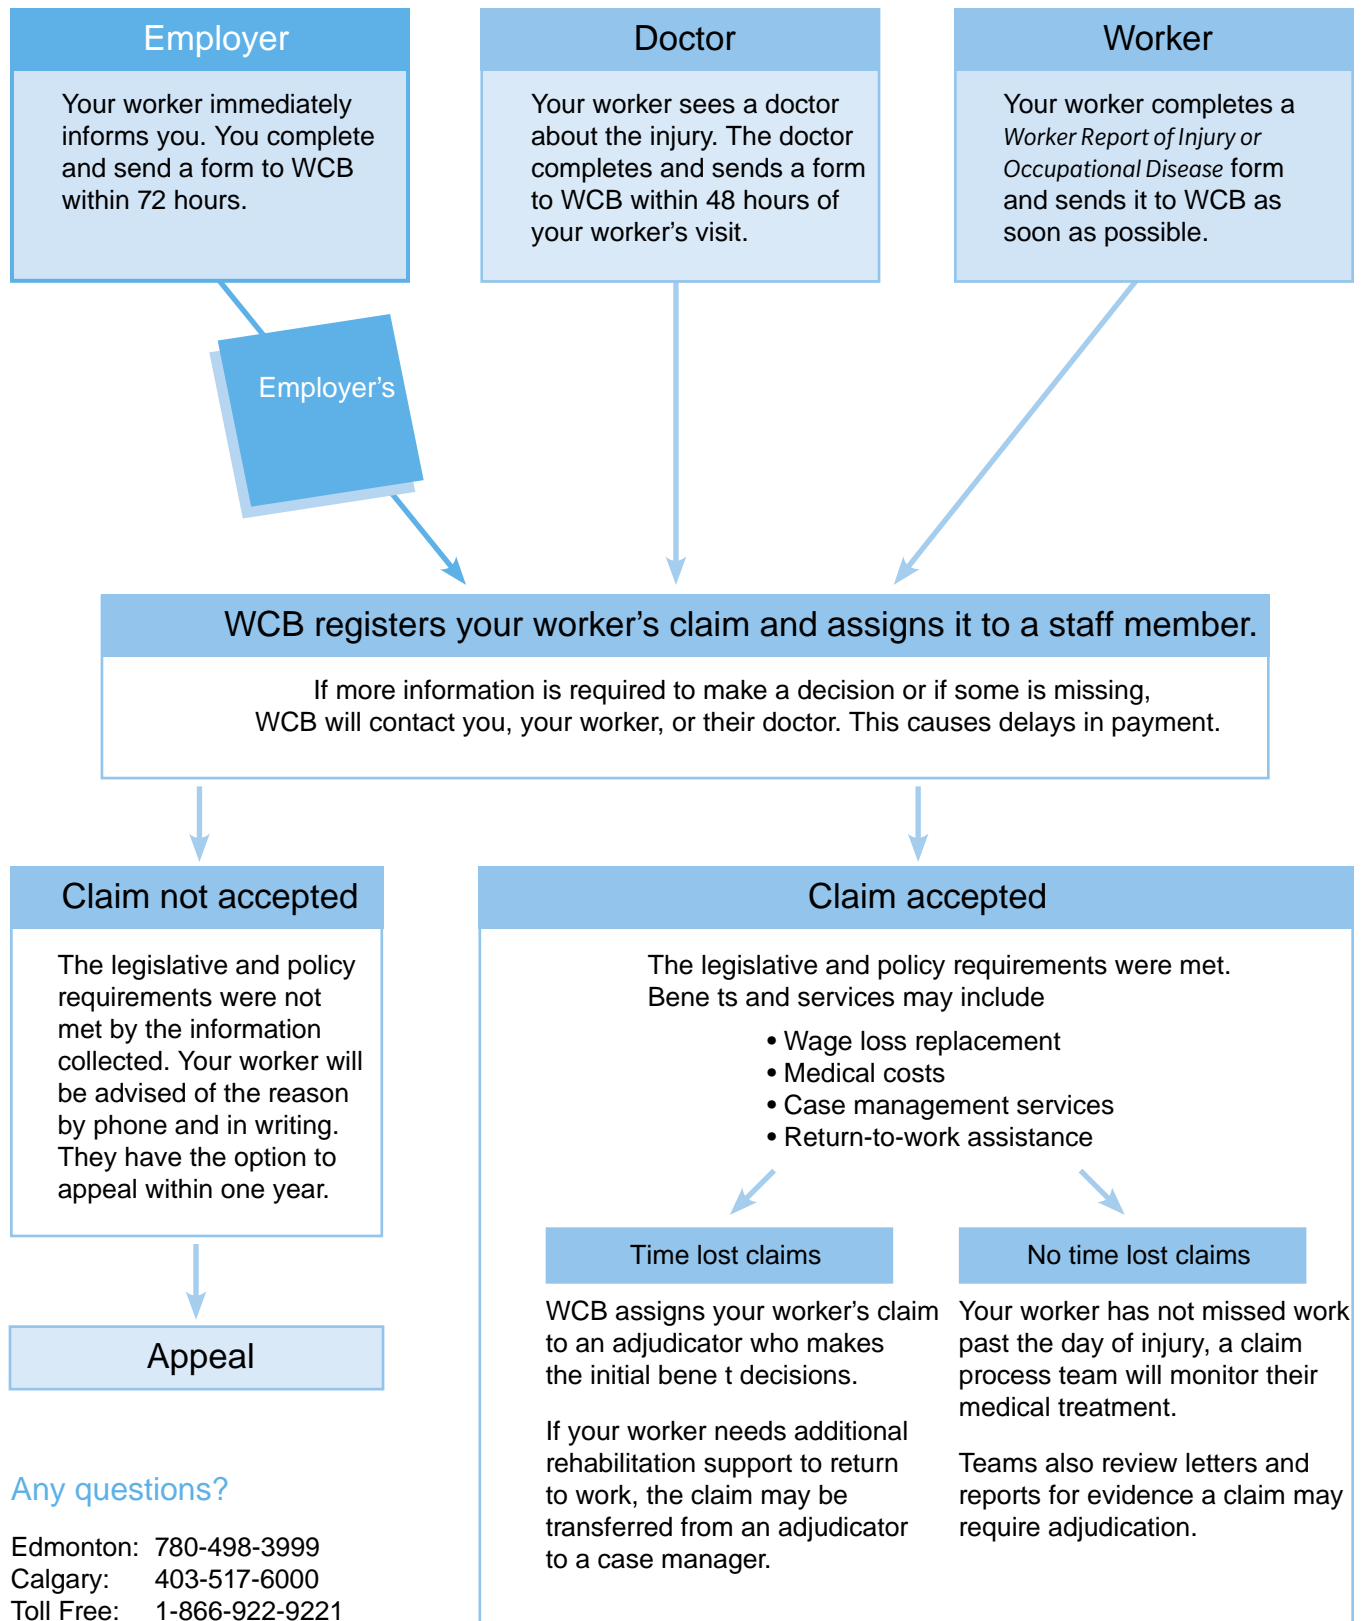 Employer
Your worker immediately
informs you. You complete
and send a form to WCB
within 72 hours.
Doctor
Your worker sees a doctor
about the injury. The doctor
completes and sends a form
to WCB within 48 hours of
your worker's visit.
Worker
Your worker completes a
Worker Report of Injury or
Occupational Disease form
and sends it to WCB as
soon as possible.
Employer's
WCB registers your worker's claim and assigns it to a staff member.
If more information is required to make a decision or if some is missing,
WCB will contact you, your worker, or their doctor. This causes delays in payment.
Claim not accepted
The legislative and policy
requirements were not
met by the information
collected. Your worker will
be advised of the reason
by phone and in writing.
They have the option to
appeal within one year.
Appeal
Claim accepted
The legislative and policy requirements were met.
Bene ts and services may include
• Wage loss replacement
• Medical costs
• Case management services
• Return-to-work assistance
Time lost claims
WCB assigns your worker's claim
to an adjudicator who makes
the initial bene t decisions.
If your worker needs additional
rehabilitation support to return
to work, the claim may be
transferred from an adjudicator
to a case manager.
No time lost claims
Your worker has not missed work
past the day of injury, a claim
process team will monitor their
medical treatment.
Teams also review letters and
reports for evidence a claim may
require adjudication.
Any questions?
Edmonton: 780-498-3999
Calgary: 403-517-6000
Toll Free: 1-866-922-9221